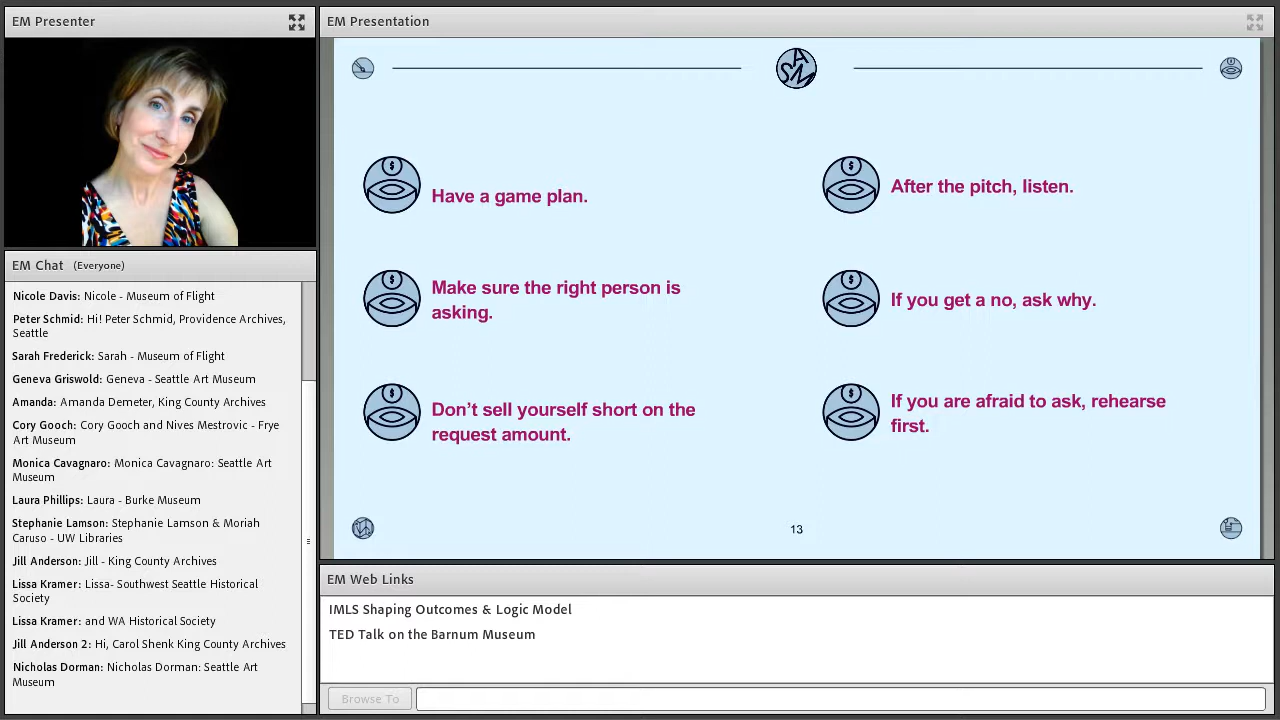 EM Presenter
EM Chat (Everyone)
Nicole Davis: Nicole - Museum of Flight
Peter Schmid: Hi! Peter Schmid, Providence Archives,
Seattle
Sarah Frederick: Sarah - Museum of Flight
Geneva Griswold: Geneva - Seattle Art Museum
Amanda: Amanda Demeter, King County Archives
Cory Gooch: Cory Gooch and Nives Mestrovic - Frye
Art Museum
Monica Cavagnaro: Monica Cavagnaro: Seattle Art
Museum
Laura Phillips: Laura - Burke Museum
Stephanie Lamson: Stephanie Lamson & Moriah
Caruso - UW Libraries
Jill Anderson: Jill - King County Archives
Lissa Kramer: Lissa- Southwest Seattle Historical
Society
Lissa Kramer: and WA Historical Society
Jill Anderson 2: Hi, Carol Shenk King County Archives
Nicholas Dorman: Nicholas Dorman: Seattle Art
Museum
EM Presentation
ASM
$
Have a game plan.
$
Make sure the right person is
asking.
$
Don’t sell yourself short on the
request amount.
$
After the pitch, listen.
$
If you get a no, ask why.
$
If you are afraid to ask, rehearse
first.
13
EM Web Links
IMLS Shaping Outcomes & Logic Model
TED Talk on the Barnum Museum
Browse To